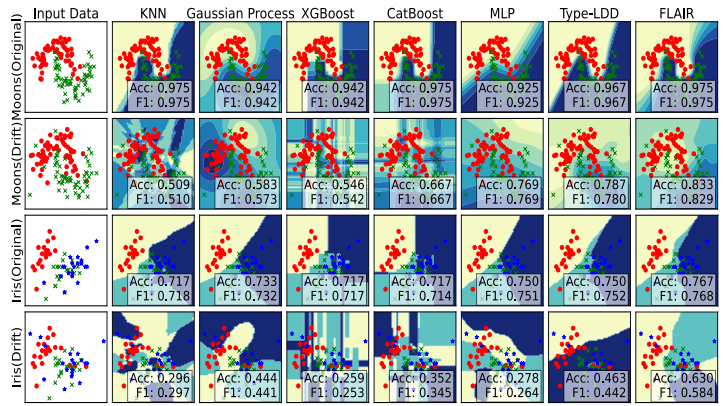 Input Data KNN Gaussian Process XGBoost CatBoost MLP Type-LDD FLAIR
Moons(Original)
Acc: 0.975 Acc: 0.942 Acc: 0.942 Acc: 0.975 Acc: 0.925 Acc: 0.967 Acc: 0.975
F1: 0.975 F1: 0.942 F1: 0.942 F1: 0.975 F1: 0.925 F1: 0.967 F1: 0.975
Moons(Drift)
Acc: 0.509 Acc: 0.583 Acc: 0.546 Acc: 0.667 Acc: 0.769 Acc: 0.787 Acc: 0.833
F1: 0.510 F1: 0.573 F1: 0.542 F1: 0.667 F1: 0.769 F1: 0.780 F1: 0.829
Iris(Original)
Acc: 0.717 Acc: 0.733 Acc: 0.717 Acc: 0.717 Acc: 0.750 Acc: 0.750 Acc: 0.767
F1: 0.718 F1: 0.732 F1: 0.717 F1: 0.714 F1: 0.751 F1: 0.752 F1: 0.768
Iris(Drift)
Acc: 0.296 Acc: 0.444 Acc: 0.259 Acc: 0.352 Acc: 0.278 Acc: 0.463 Acc: 0.630
F1: 0.297 F1: 0.441 F1: 0.253 F1: 0.345 F1: 0.264 F1: 0.442 F1: 0.584